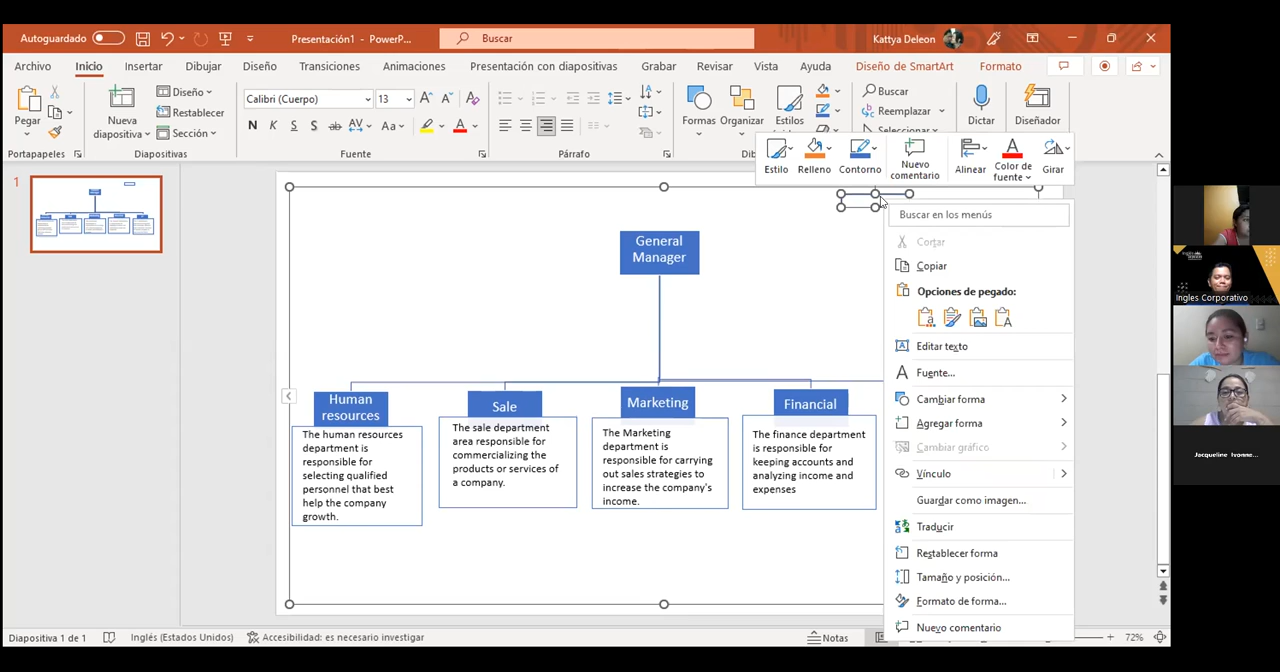 Autoguardado
Presentación1 - PowerP...
Buscar
Kattya Deleon
Archivo Inicio Insertar Dibujar Diseño Transiciones Animaciones Presentación con diapositivas Grabar Revisar Vista Ayuda Diseño de SmartArt Formato
Pegar
Nueva
diapositiva
Diseño
Restablecer
Sección
Calibri (Cuerpo) 13
N K S S ab AV Aa A
Formas Organizar Estilos
Buscar
Reemplazar
Seleccionar
Dictar
Diseñador
Portapapeles Diapositivas Fuente Párrafo
Estilo Relleno Contorno
Nuevo
comentario
Alinear
Color de
fuente
Girar
1
General
Manager
Human
resources
The human resources
department is
responsible for
selecting qualified
personnel that best
help the company
growth.
Sale
The sale department
area responsible for
commercializing the
products or services of
a company.
Marketing
The Marketing
department is
responsible for carrying
out sales strategies to
increase the company's
income.
Financial
The finance department
is responsible for
keeping accounts and
analyzing income and
expenses
Buscar en los menús
Cortar
Copiar
Opciones de pegado:
Editar texto
Fuente...
Cambiar forma
Agregar forma
Cambiar gráfico
Vínculo
Guardar como imagen...
Traducir
Restablecer forma
Tamaño y posición...
Formato de forma...
Nuevo comentario
Ingles Corporativo
Jacqueline Ivonne...
Diapositiva 1 de 1
Inglés (Estados Unidos)
Accesibilidad: es necesario investigar
Notas
72%